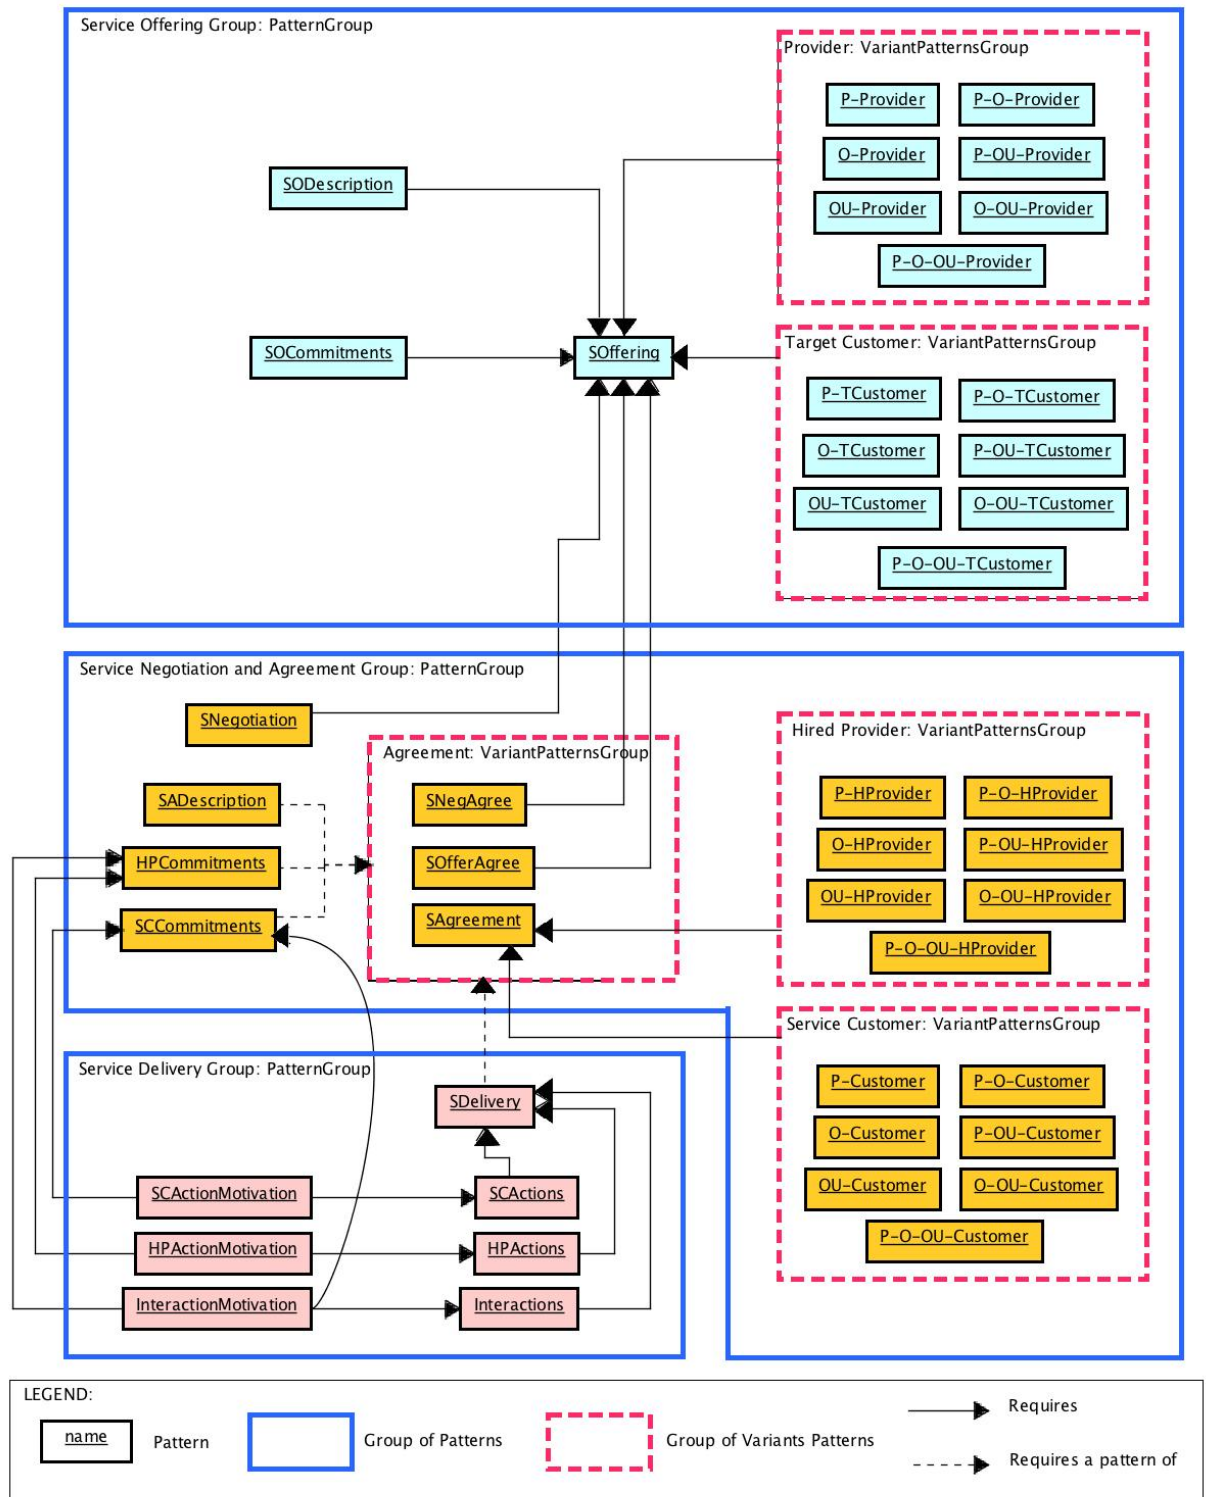 Service Offering Group: PatternGroup
Provider: VariantPatternsGroup
P-Provider
P-O-Provider
O-Provider
P-OU-Provider
SODescription
OU-Provider
O-OU-Provider
P-O-OU-Provider
SOCommitments
SOffering
Target Customer: VariantPatternsGroup
P-TCustomer
P-O-TCustomer
O-TCustomer
P-OU-TCustomer
OU-TCustomer
O-OU-TCustomer
P-O-OU-TCustomer
Service Negotiation and Agreement Group: PatternGroup
SNegotiation
Agreement: VariantPatternsGroup
SADescription
SNegAgree
HPCommitments
SOfferAgree
SCCommitments
SAgreement
Hired Provider: VariantPatternsGroup
P-HProvider
P-O-HProvider
O-HProvider
P-OU-HProvider
OU-HProvider
O-OU-HProvider
P-O-OU-HProvider
Service Customer: VariantPatternsGroup
P-Customer
P-O-Customer
O-Customer
P-OU-Customer
OU-Customer
O-OU-Customer
P-O-OU-Customer
Service Delivery Group: PatternGroup
SDelivery
SCActionMotivation
SCActions
HPActionMotivation
HPActions
InteractionMotivation
Interactions
LEGEND:
name
Pattern
Group of Patterns
Group of Variants Patterns
Requires
Requires a pattern of